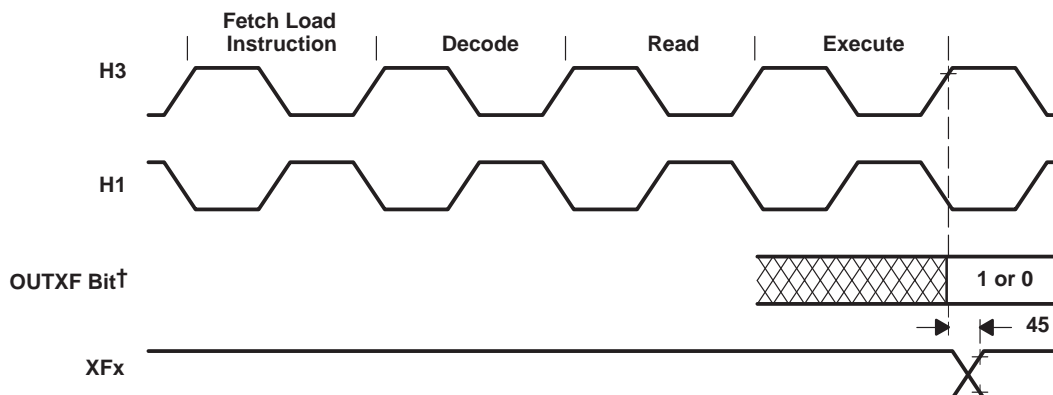 Fetch Load
Instruction
Decode
Read
Execute
H3
H1
OUTXF Bit†
1 or 0
45
XFx